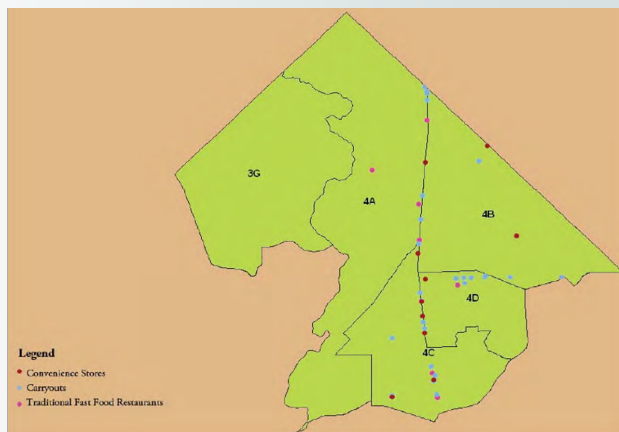 3G
4A
4B
4D
4C
Legend
Convenience Stores
Carryouts
Traditional Fast Food Restaurants